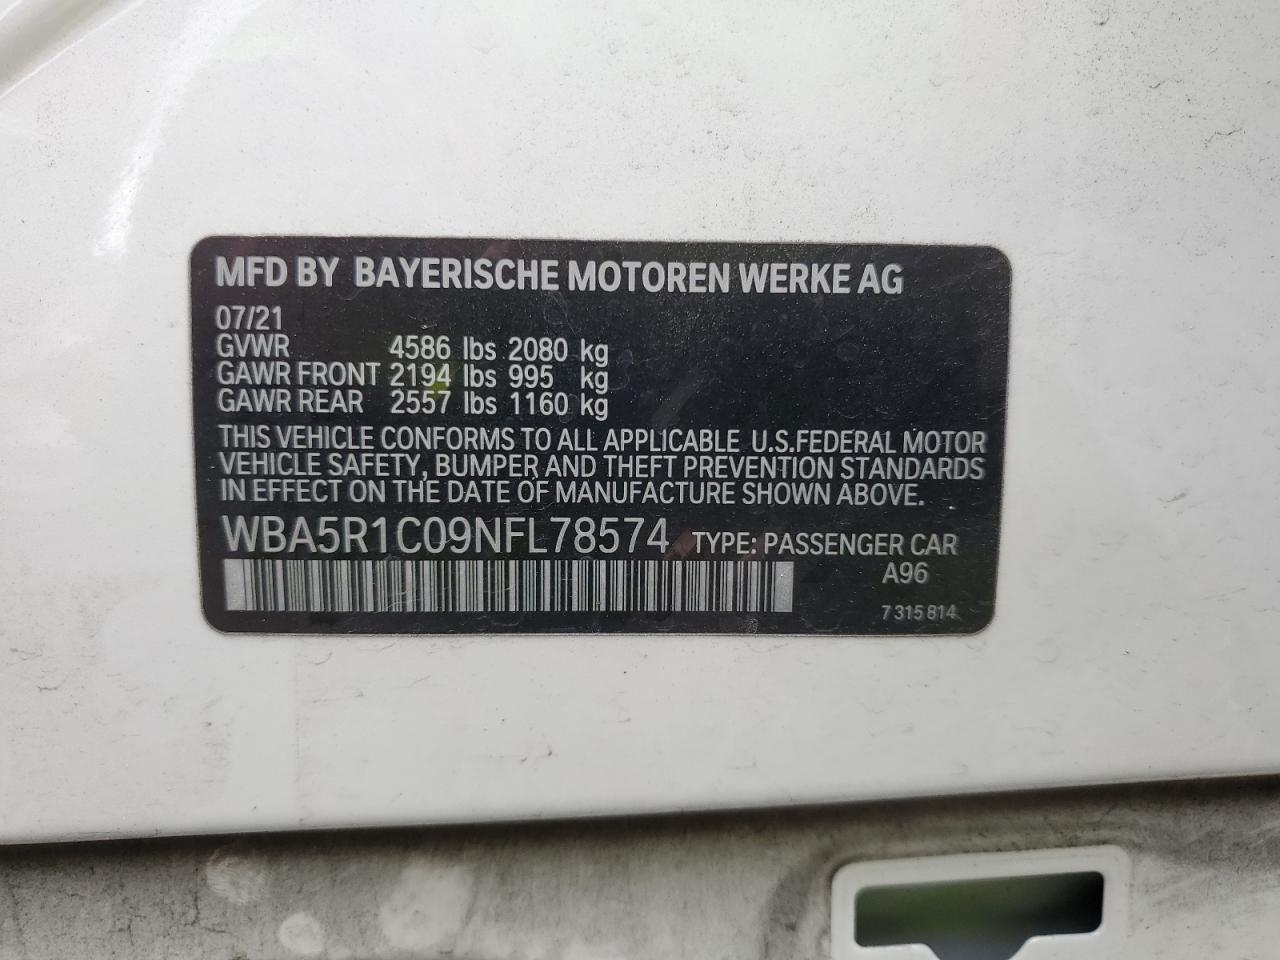 MFD BY BAYERISCHE MOTOREN WERKE AG
07/21
GVWR 4586 lbs 2080 kg
GAWR FRONT 2194 lbs 995 kg
GAWR REAR 2557 lbs 1160 kg
THIS VEHICLE CONFORMS TO ALL APPLICABLE U.S.FEDERAL MOTOR
VEHICLE SAFETY, BUMPER, AND THEFT PREVENTION STANDARDS
IN EFFECT ON THE DATE OF MANUFACTURE SHOWN ABOVE.
WBA5R1C09NFL78574 TYPE: PASSENGER CAR
A96
7 315 814